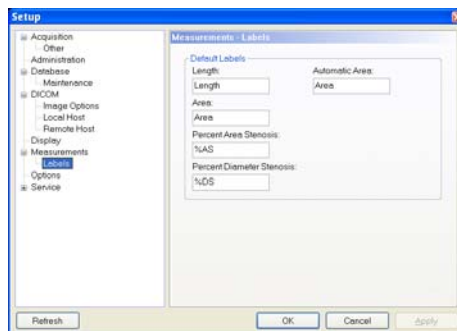 Setup
Acquisition
Other
Administration
Database
Maintenance
DICOM
Image Options
Local Host
Remote Host
Display
Measurements
Labels
Options
Service
Measurements - Labels
Default Labels
Length: Automatic Area:
Length Area
Area:
Area
Percent Area Stenosis:
%AS
Percent Diameter Stenosis:
%DS
Refresh OK Cancel Apply